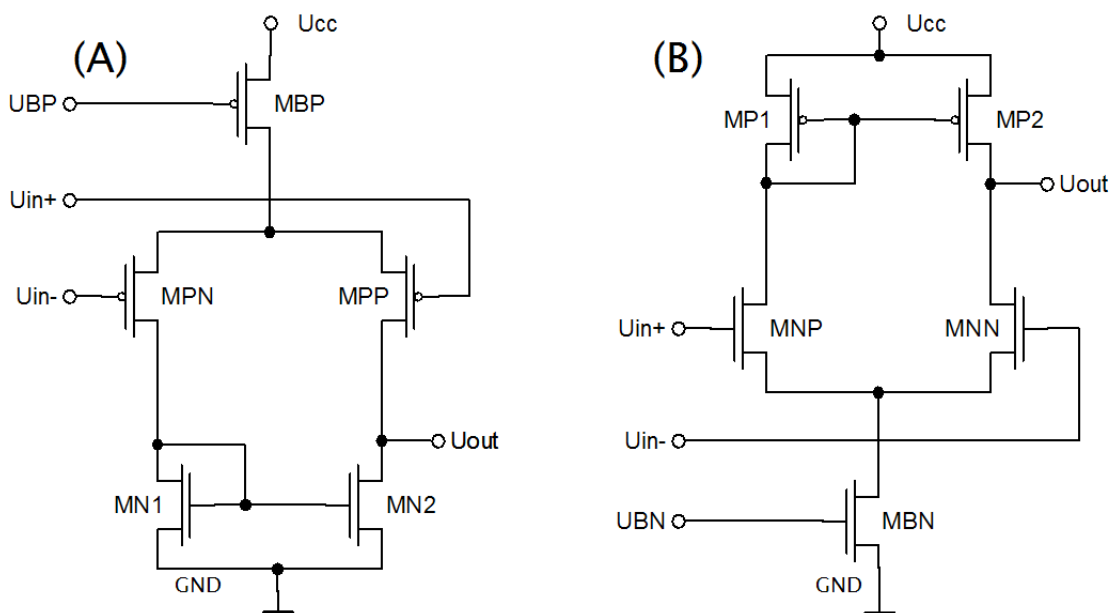 (A)
Ucc
UBP
MBP
Uin+
Uin-
MPN
MPP
Uout
MN1
MN2
GND
(B)
Ucc
MP1
MP2
Uout
Uin+
MNP
MNN
Uin-
UBN
MBN
GND